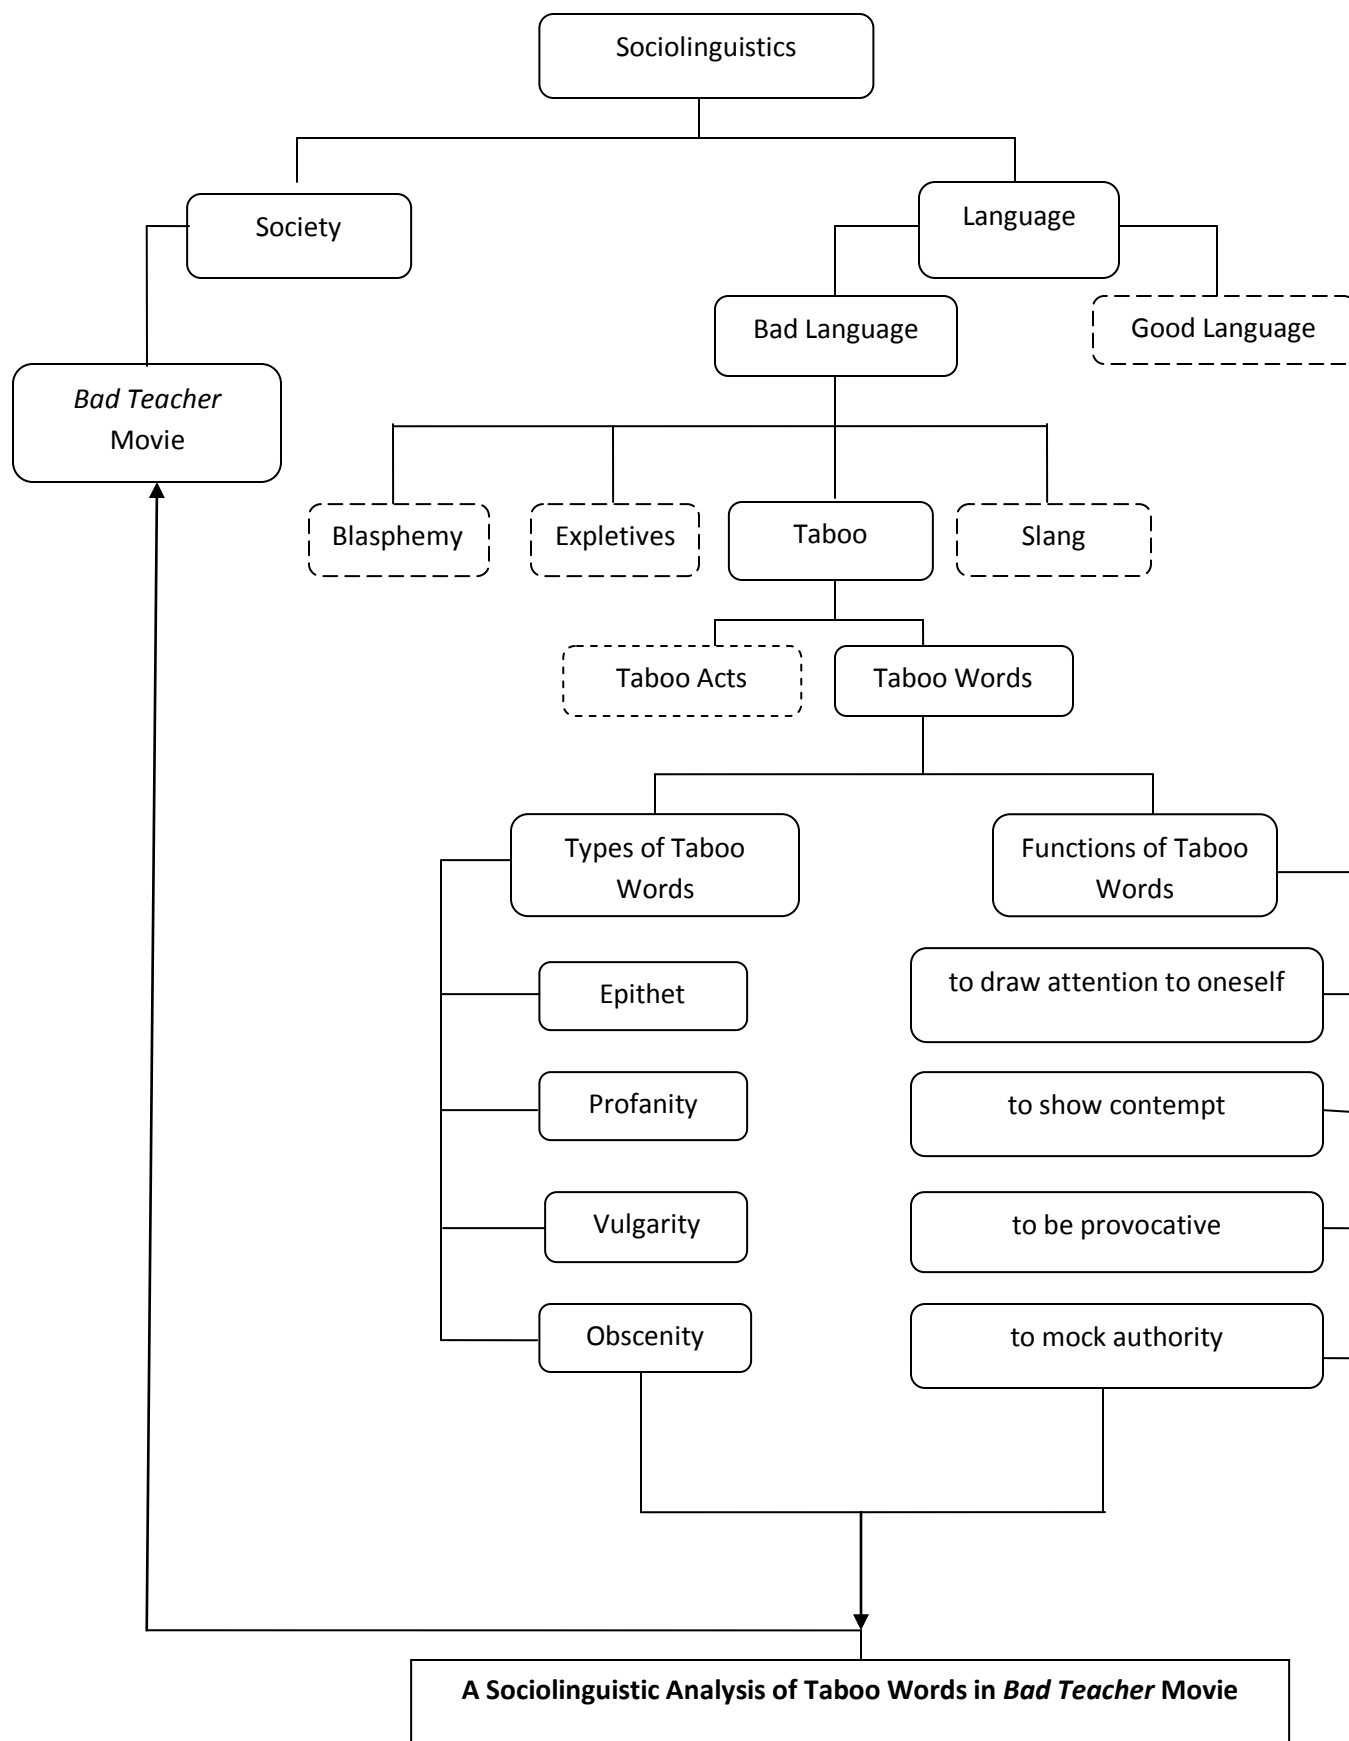 Sociolinguistics
Society
Language
Bad Language
Good Language
Bad Teacher
Movie
Blasphemy
Expletives
Taboo
Slang
Taboo Acts
Taboo Words
Types of Taboo
Words
Functions of Taboo
Words
Epithet
to draw attention to oneself
Profanity
to show contempt
Vulgarity
to be provocative
Obscenity
to mock authority
A Sociolinguistic Analysis of Taboo Words in Bad Teacher Movie